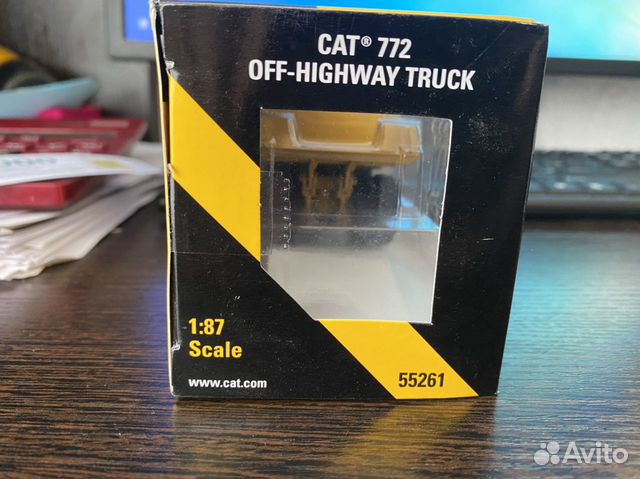 CAT® 772
OFF-HIGHWAY TRUCK
1:87
Scale
www.cat.com
55261
Avito